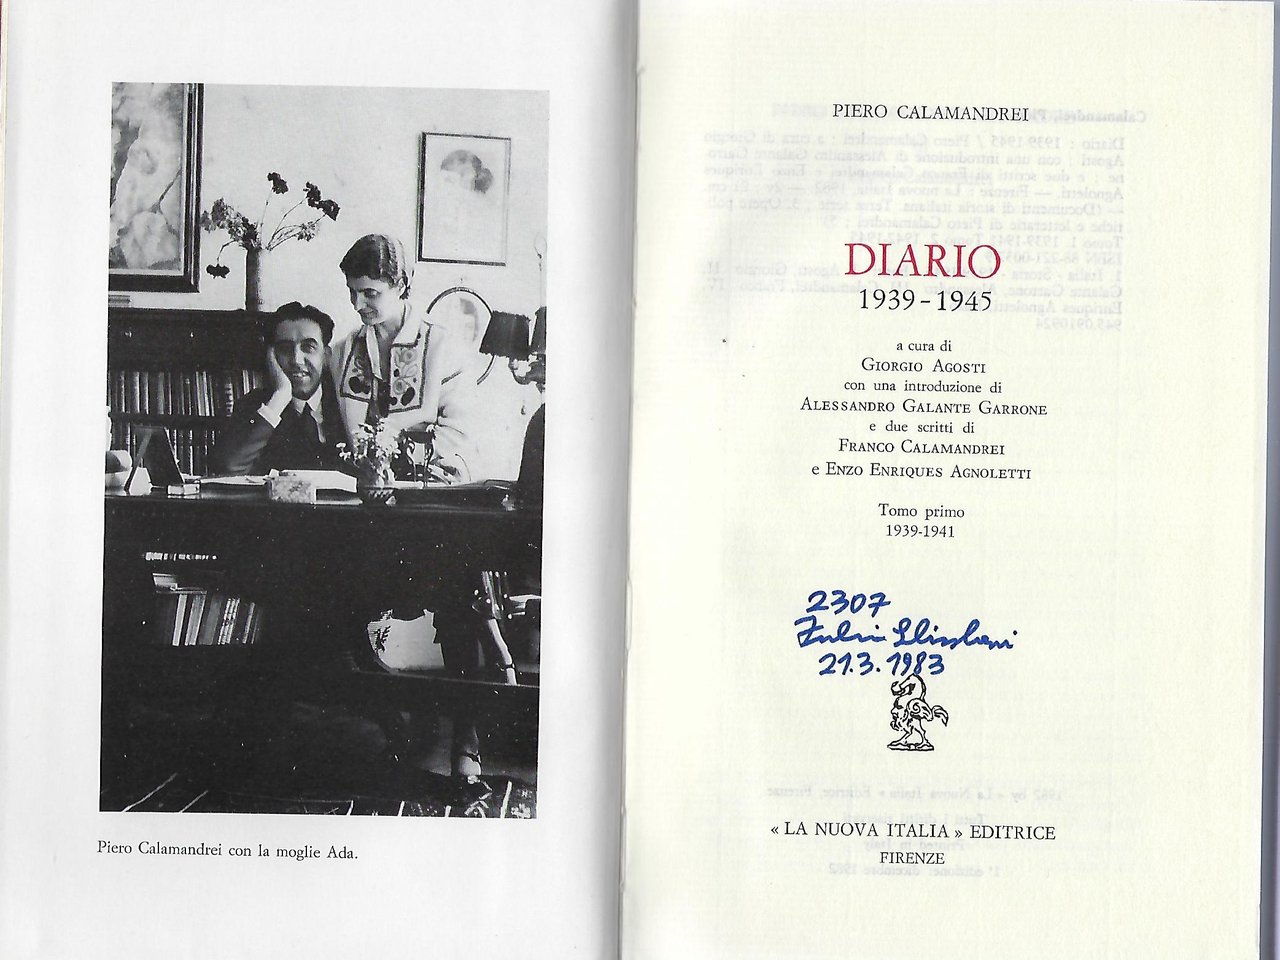 Piero Calamandrei con la moglie Ada.
PIERO CALAMANDREI
DIARIO
1939-1945
a cura di
GIORGIO AGOSTI
con una introduzione di
ALESSANDRO GALANTE GARRONE
e due scritti di
FRANCO CALAMANDREI
e ENZO ENRIQUES AGNOLETTI
Tomo primo
1939-1941
2307
21.3.1983
« LA NUOVA ITALIA » EDITRICE
FIRENZE